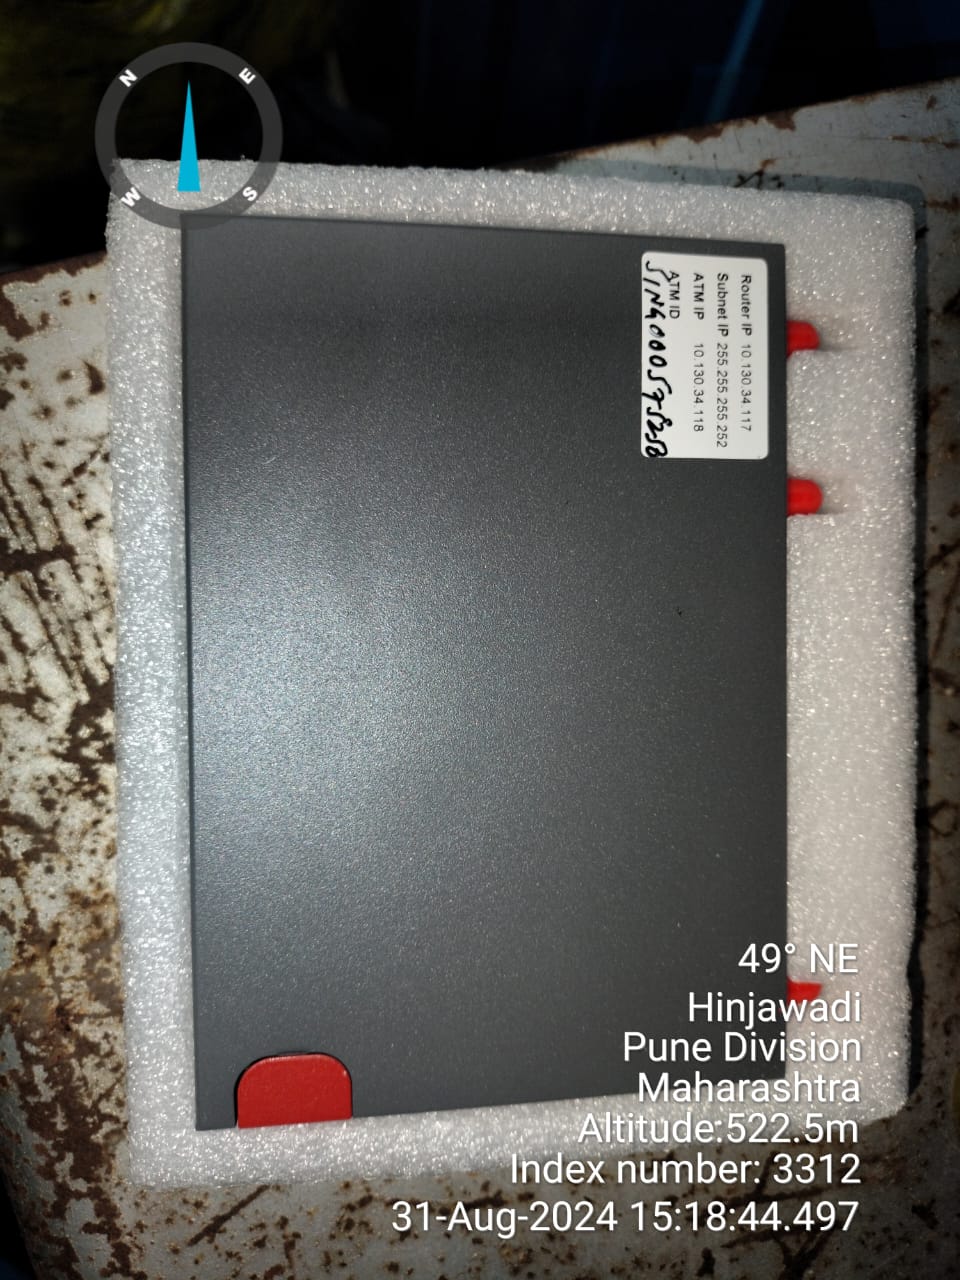 N
E
W
S
Router IP 10.130.34.117
Subnet IP 255.255.255.252
ATM IP 10.130.34.118
ATM ID
49° NE
Hinjawadi
Pune Division
Maharashtra
Altitude:522.5m
Index number: 3312
31-Aug-2024 15:18:44.497